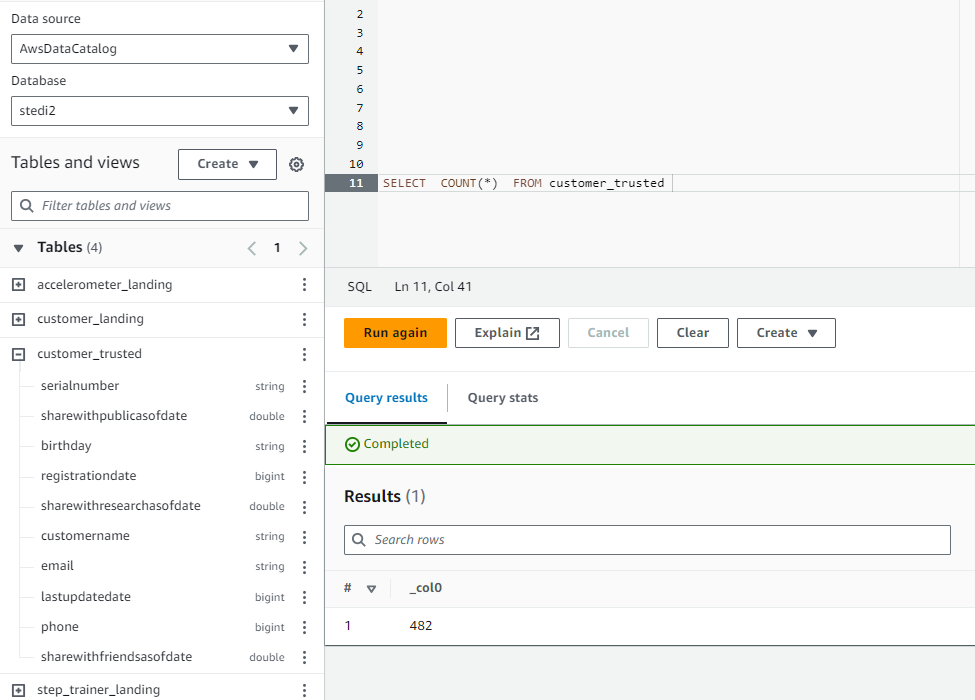 Data source
AwsDataCatalog
Database
stedi2
Tables and views
Create
Filter tables and views
Tables (4)
1
accelerometer_landing
customer_landing
customer_trusted
serialnumber string
sharewithpublicasofdate double
birthday string
registrationdate bigint
sharewithresearchasofdate double
customername string
email string
lastupdatedate bigint
phone bigint
sharewithfriendsasofdate double
step_trainer_landing
2
3
4
5
6
7
8
9
10
11 SELECT COUNT(*) FROM customer_trusted
SQL Ln 11, Col 41
Run again Explain Cancel Clear Create
Query results Query stats
Completed
Results (1)
Search rows
# _col0
1 482